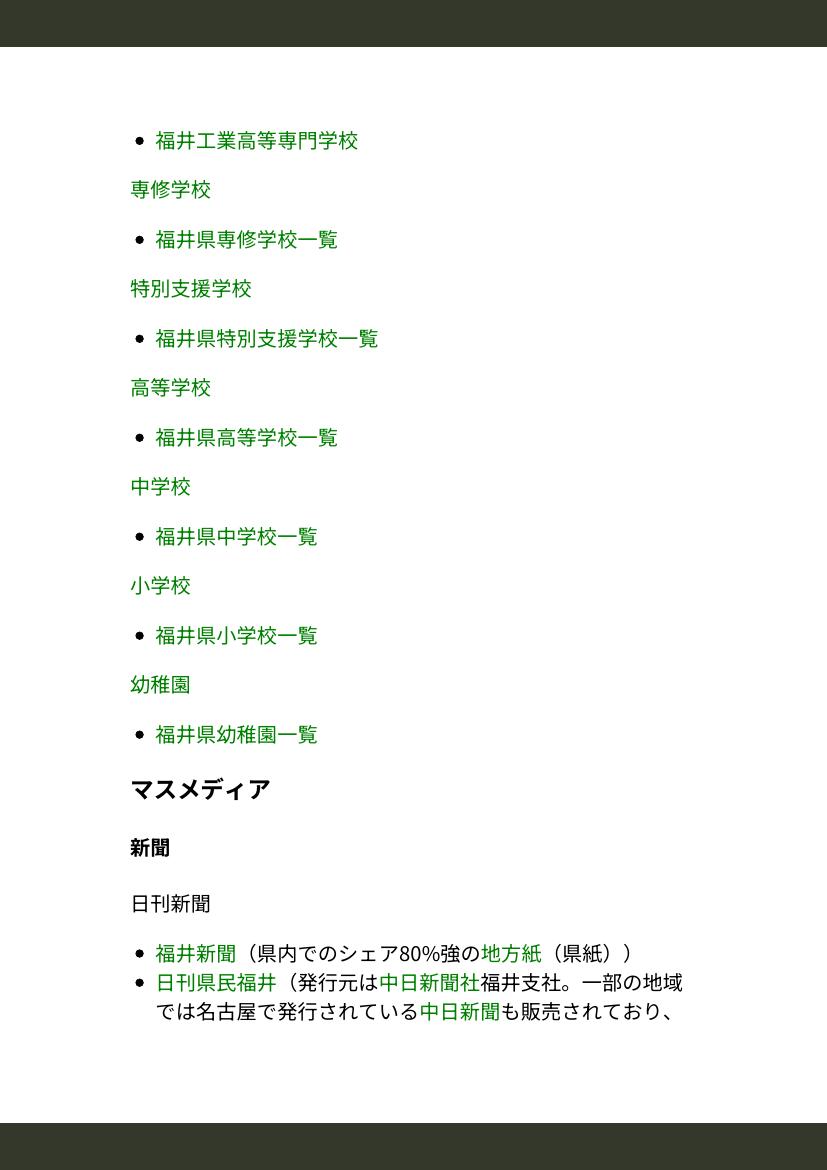 • 福井工業高等専門学校
専修学校
• 福井県専修学校一覧
特別支援学校
• 福井県特別支援学校一覧
高等学校
• 福井県高等学校一覧
中学校
• 福井県中学校一覧
小学校
• 福井県小学校一覧
幼稚園
• 福井県幼稚園一覧
マスメディア
新聞
日刊新聞
• 福井新聞（県内でのシェア80%強の地方紙（県紙））
• 日刊県民福井（発行元は中日新聞社福井支社。一部の地域
では名古屋で発行されている中日新聞も販売されており、